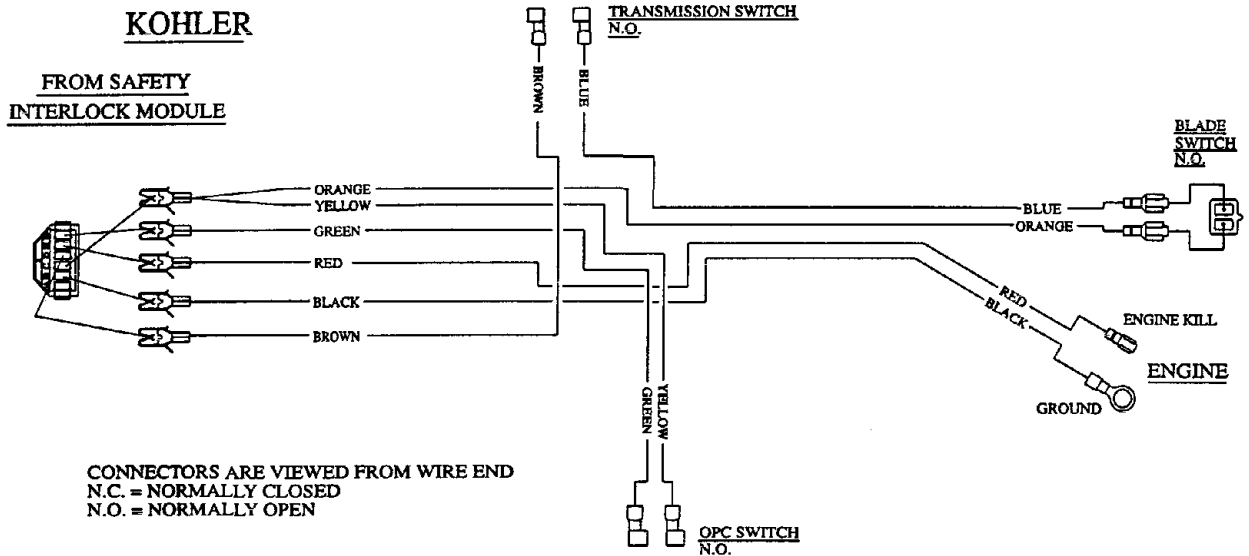 KOHLER
TRANSMISSION SWITCH
N.O.
FROM SAFETY
INTERLOCK MODULE
BROWN
BLUE
BLADE
SWITCH
N.O.
ORANGE
YELLOW
GREEN
RED
BLACK
BROWN
BLUE
ORANGE
RED
BLACK
ENGINE KILL
ENGINE
GROUND
GREEN
YELLOW
CONNECTORS ARE VIEWED FROM WIRE END
N.C. = NORMALLY CLOSED
N.O. = NORMALLY OPEN
OPC SWITCH
N.O.